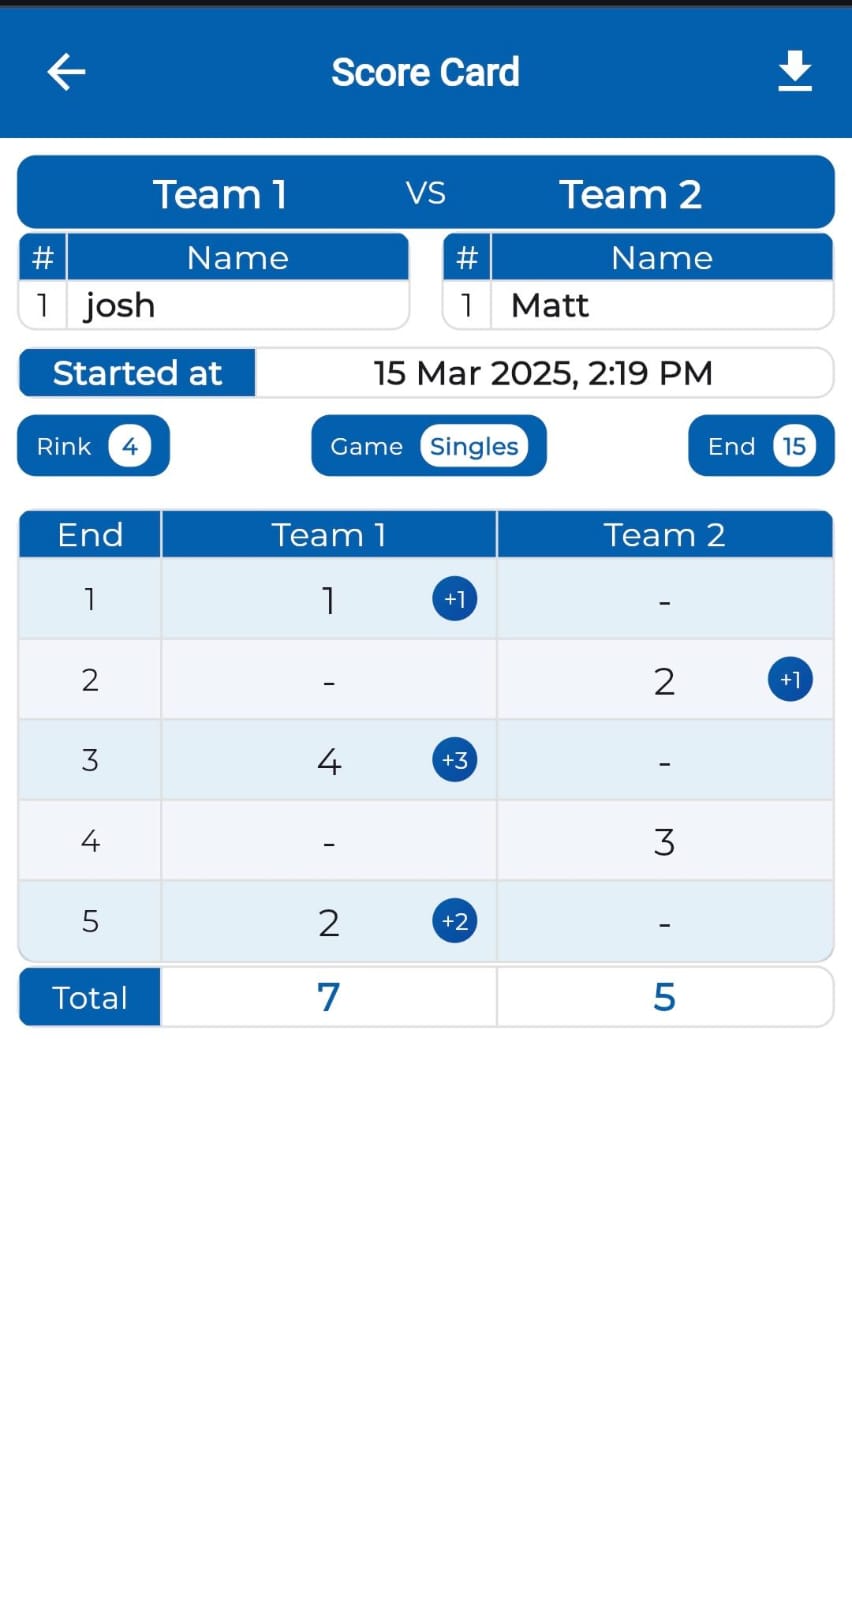 Score Card
Team 1 VS Team 2
# Name # Name
1 josh 1 Matt
Started at 15 Mar 2025, 2:19 PM
Rink 4 Game Singles End 15
End Team 1 Team 2
1 1 +1 -
2 - 2 +1
3 4 +3 -
4 - 3
5 2 +2 -
Total 7 5